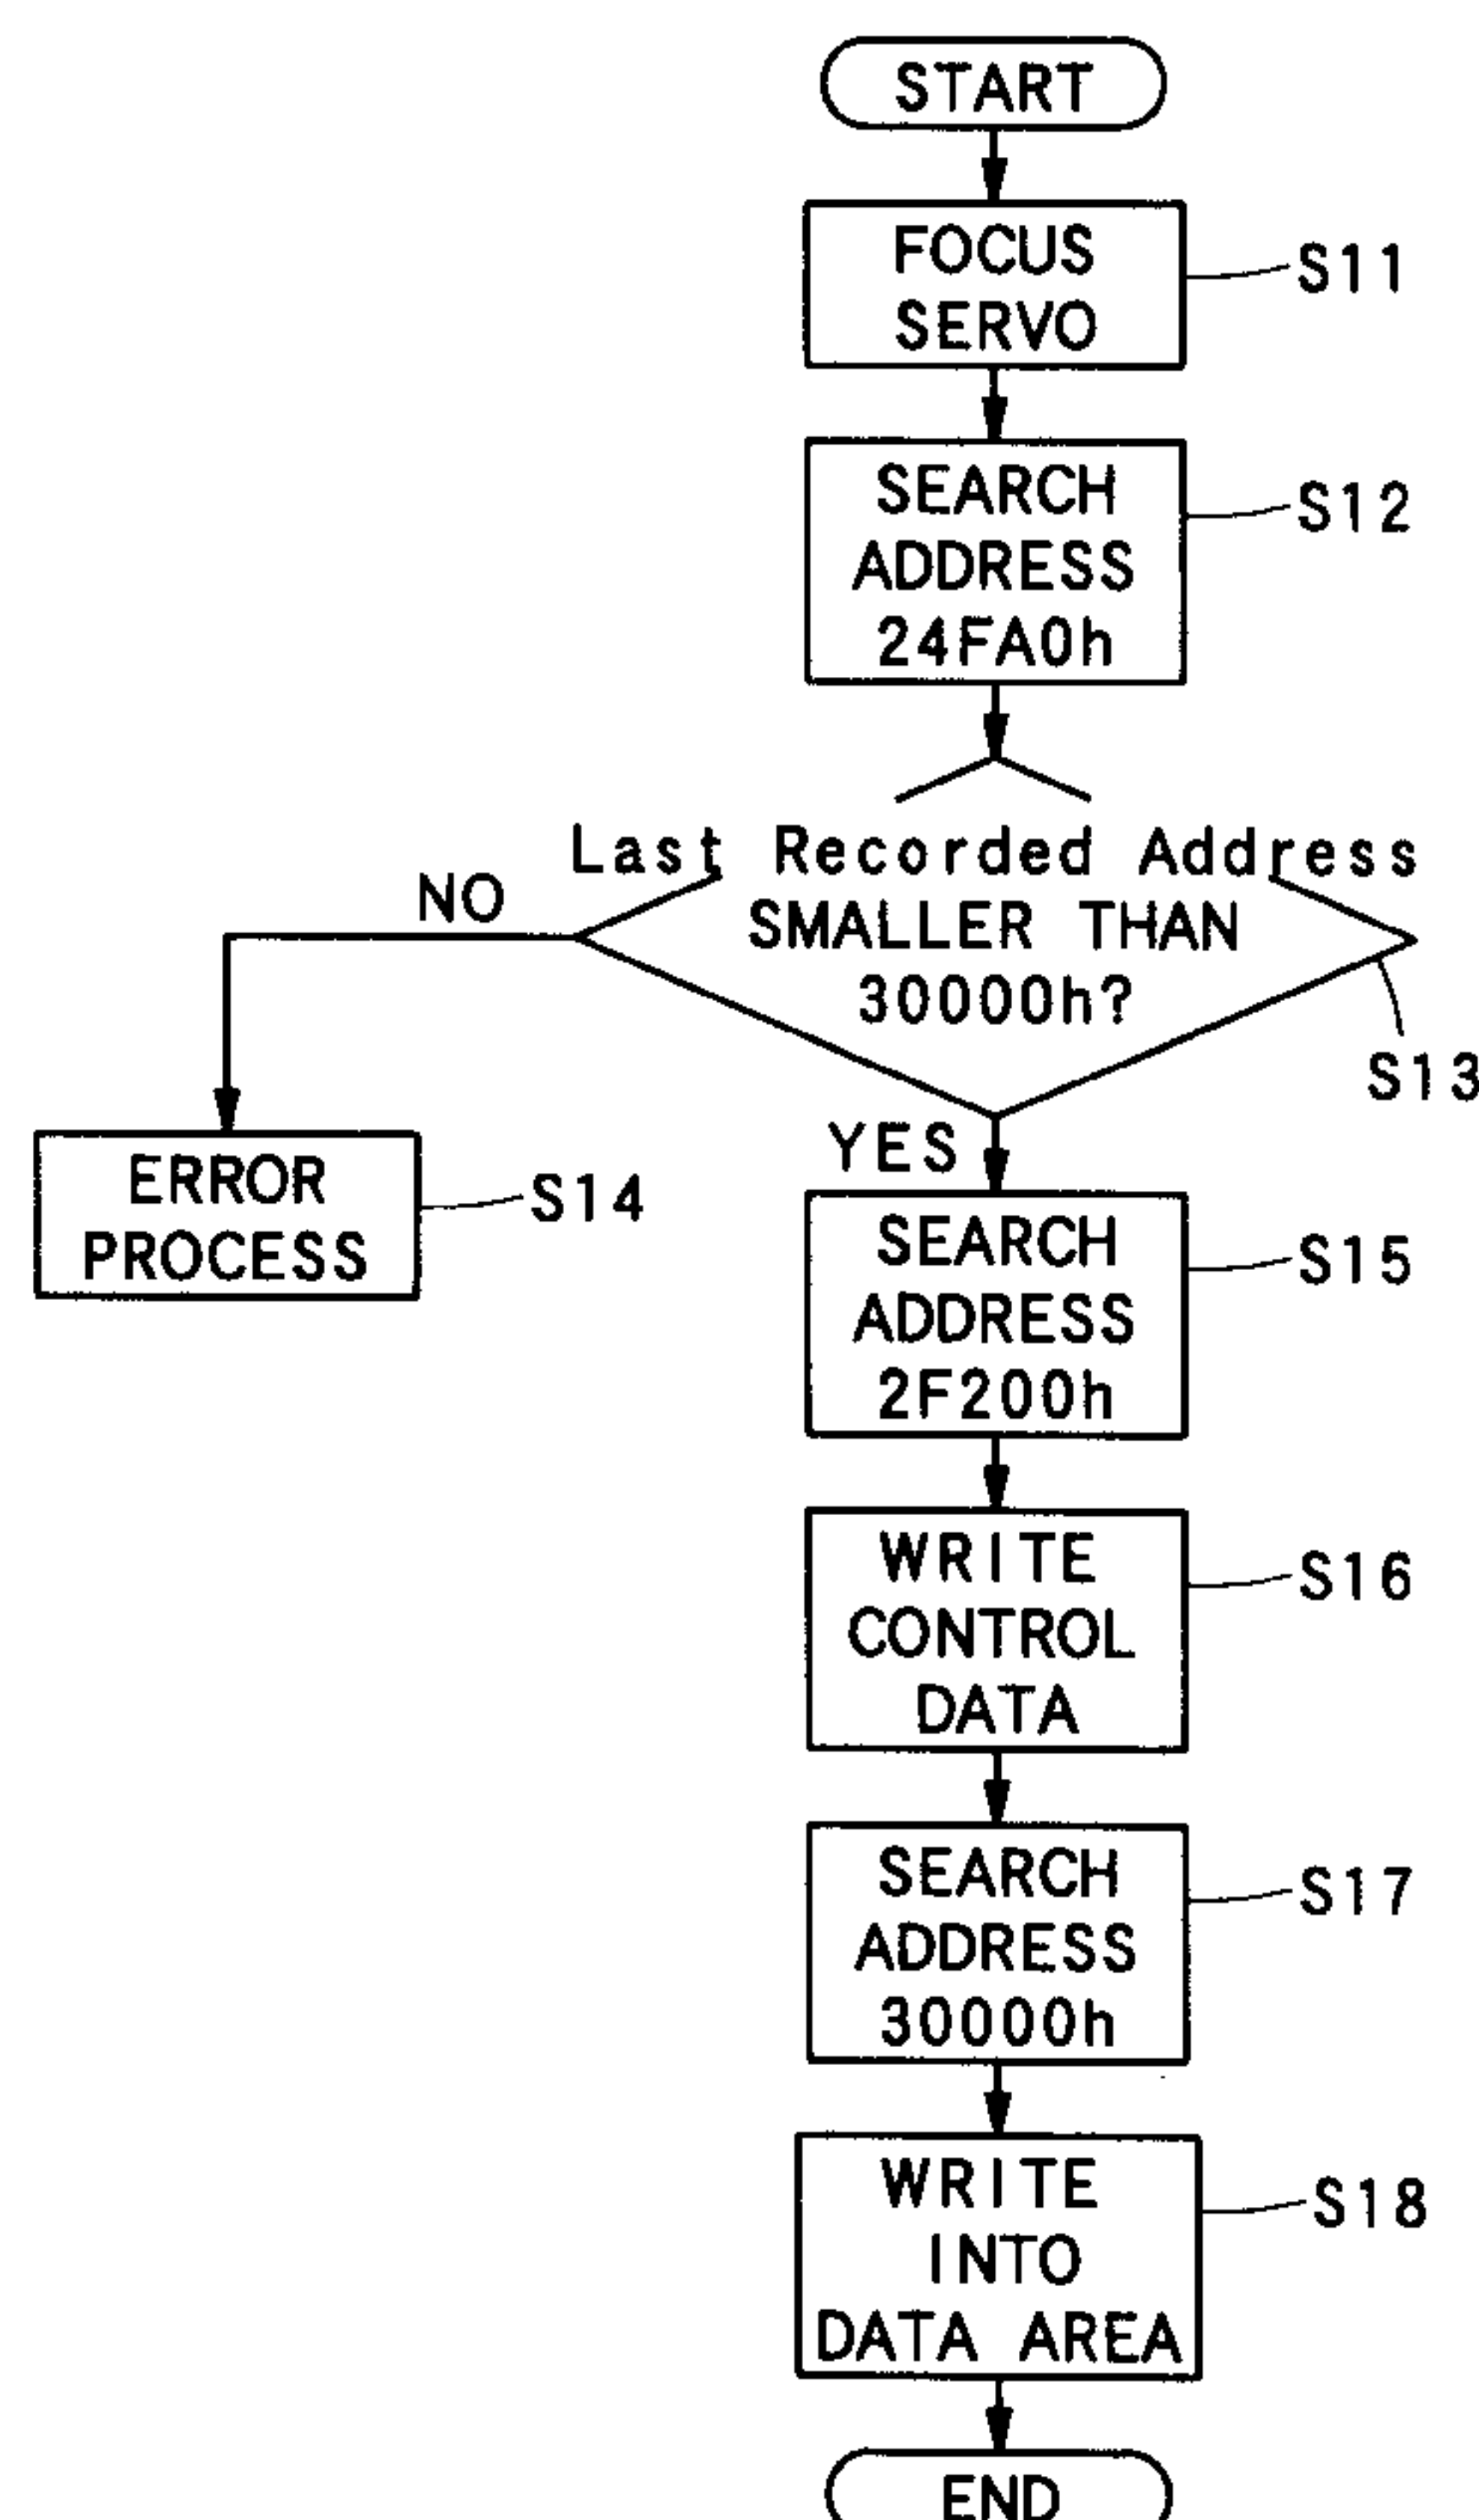 START
FOCUS
SERVO
S11
SEARCH
ADDRESS
24FA0h
S12
Last Recorded Address
SMALLER THAN
30000h?
S13
NO
YES
ERROR
PROCESS
S14
SEARCH
ADDRESS
2F200h
S15
WRITE
CONTROL
DATA
S16
SEARCH
ADDRESS
30000h
S17
WRITE
INTO
DATA AREA
S18
END